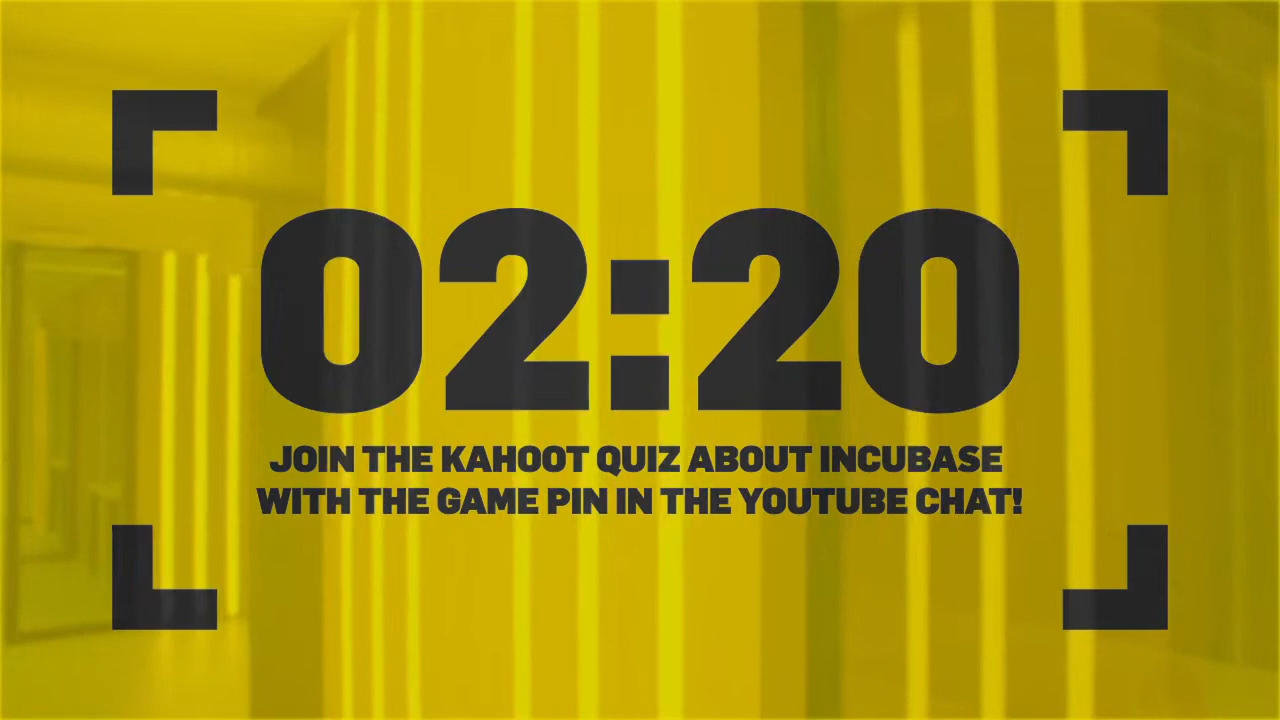 02:20
JOIN THE KAHOOT QUIZ ABOUT INCUBASE
WITH THE GAME PIN IN THE YOUTUBE CHAT!